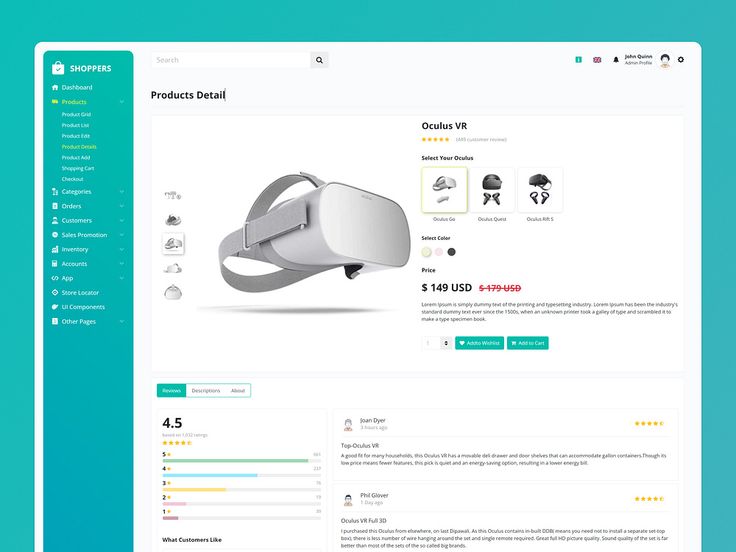 SHOPPERS
Dashboard
Products
Product Grid
Product List
Product Edit
Product Details
Product Add
Shopping Cart
Checkout
Categories
Orders
Customers
Sales Promotion
Inventory
Accounts
App
Store Locator
UI Components
Other Pages
Search
John Quinn
Admin Profile
Products Detail
Oculus VR
(485 customer review)
Select Your Oculus
Oculus Go
Oculus Quest
Oculus Rift S
Select Color
Price
$ 149 USD $ 179 USD
Lorem Ipsum is simply dummy text of the printing and typesetting industry. Lorem Ipsum has been the industry's
standard dummy text ever since the 1500s, when an unknown printer took a galley of type and scrambled it to
make a type specimen book.
1
Addto Wishlist
Add to Cart
Reviews
Descriptions
About
4.5
based on 1,032 ratings
5
661
4
237
3
76
2
19
1
39
What Customers Like
Joan Dyer
3 hours ago
Top-Oculus VR
A good fit for many households, this Oculus VR has a movable deli drawer and door shelves that can accommodate gallon containers.Though its
low price means fewer features, this pick is quiet and an energy-saving option, resulting in a lower energy bill.
Phil Glover
1 Day ago
Oculus VR Full 3D
I purchased this Oculus from elsewhere, on last Dipawali. As this Oculus contains in-built DDB( means you need not to install a separate set-top
box), there is less number of wire hanging around the set and single remote required. Great full HD picture quality, Sound quality of the set is far
better than most of the sets of the so called big brands.